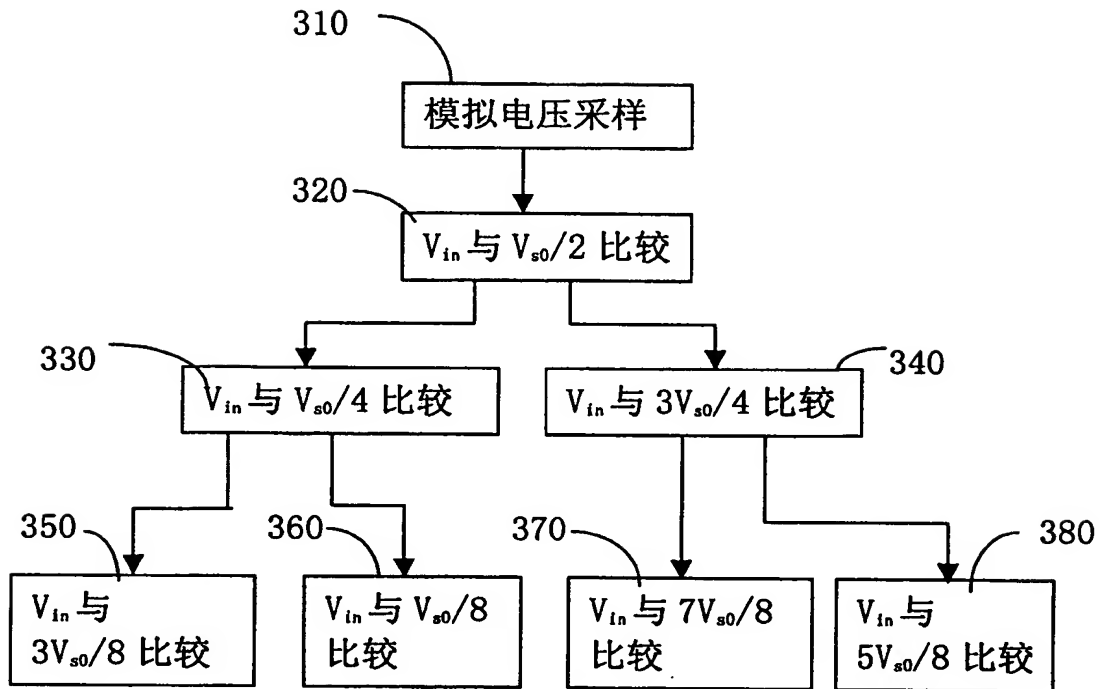 310
模拟电压采样
320
Vin与Vs0/2 比较
330
340
Vin与Vs0/4 比较
Vin与3Vs0/4 比较
350
360
370
380
Vin与
3Vs0/8 比较
Vin与Vs0/8
比较
Vin与7Vs0/8
比较
Vin与
5Vs0/8 比较